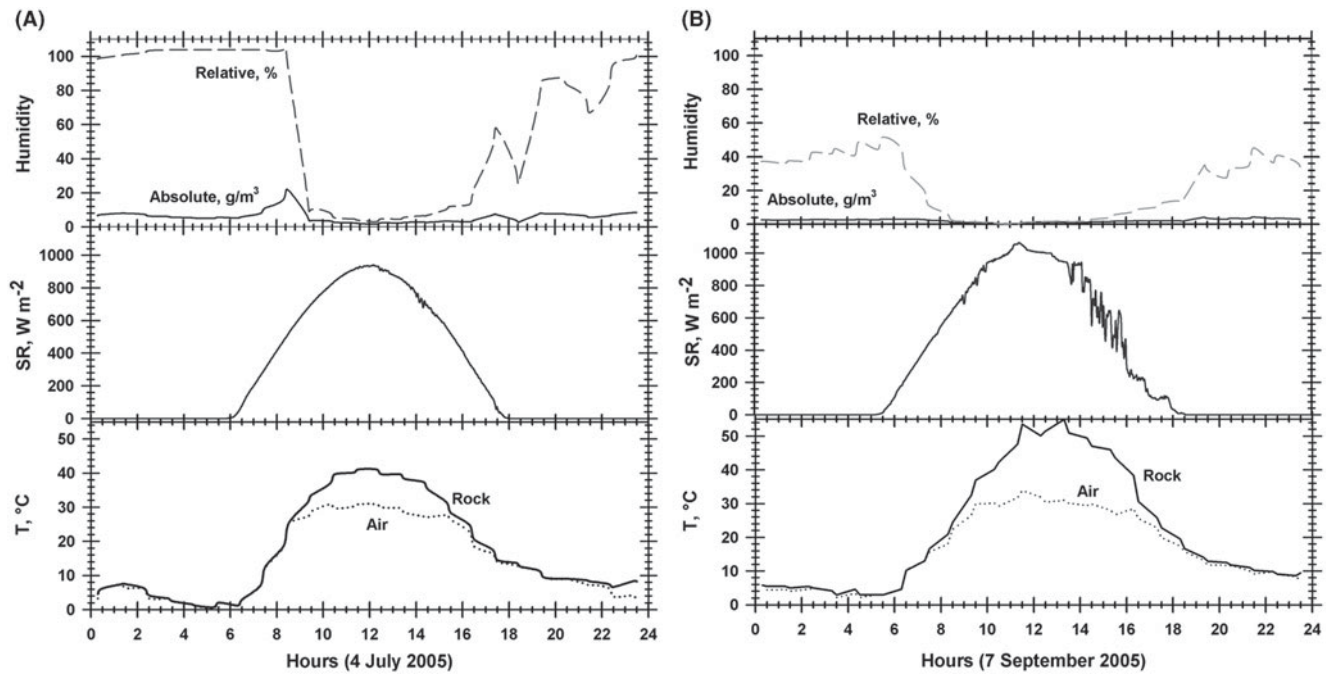 (A)
Humidity
100
80
60
40
20
0
Relative, %
Absolute, g/m³
SR, W m-2
1000
800
600
400
200
0
T, °C
50
40
30
20
10
0
Rock
Air
0 2 4 6 8 10 12 14 16 18 20 22 24
Hours (4 July 2005)
(B)
Humidity
100
80
60
40
20
0
Relative, %
Absolute, g/m³
SR, W m-2
1000
800
600
400
200
0
T, °C
50
40
30
20
10
0
Rock
Air
0 2 4 6 8 10 12 14 16 18 20 22 24
Hours (7 September 2005)